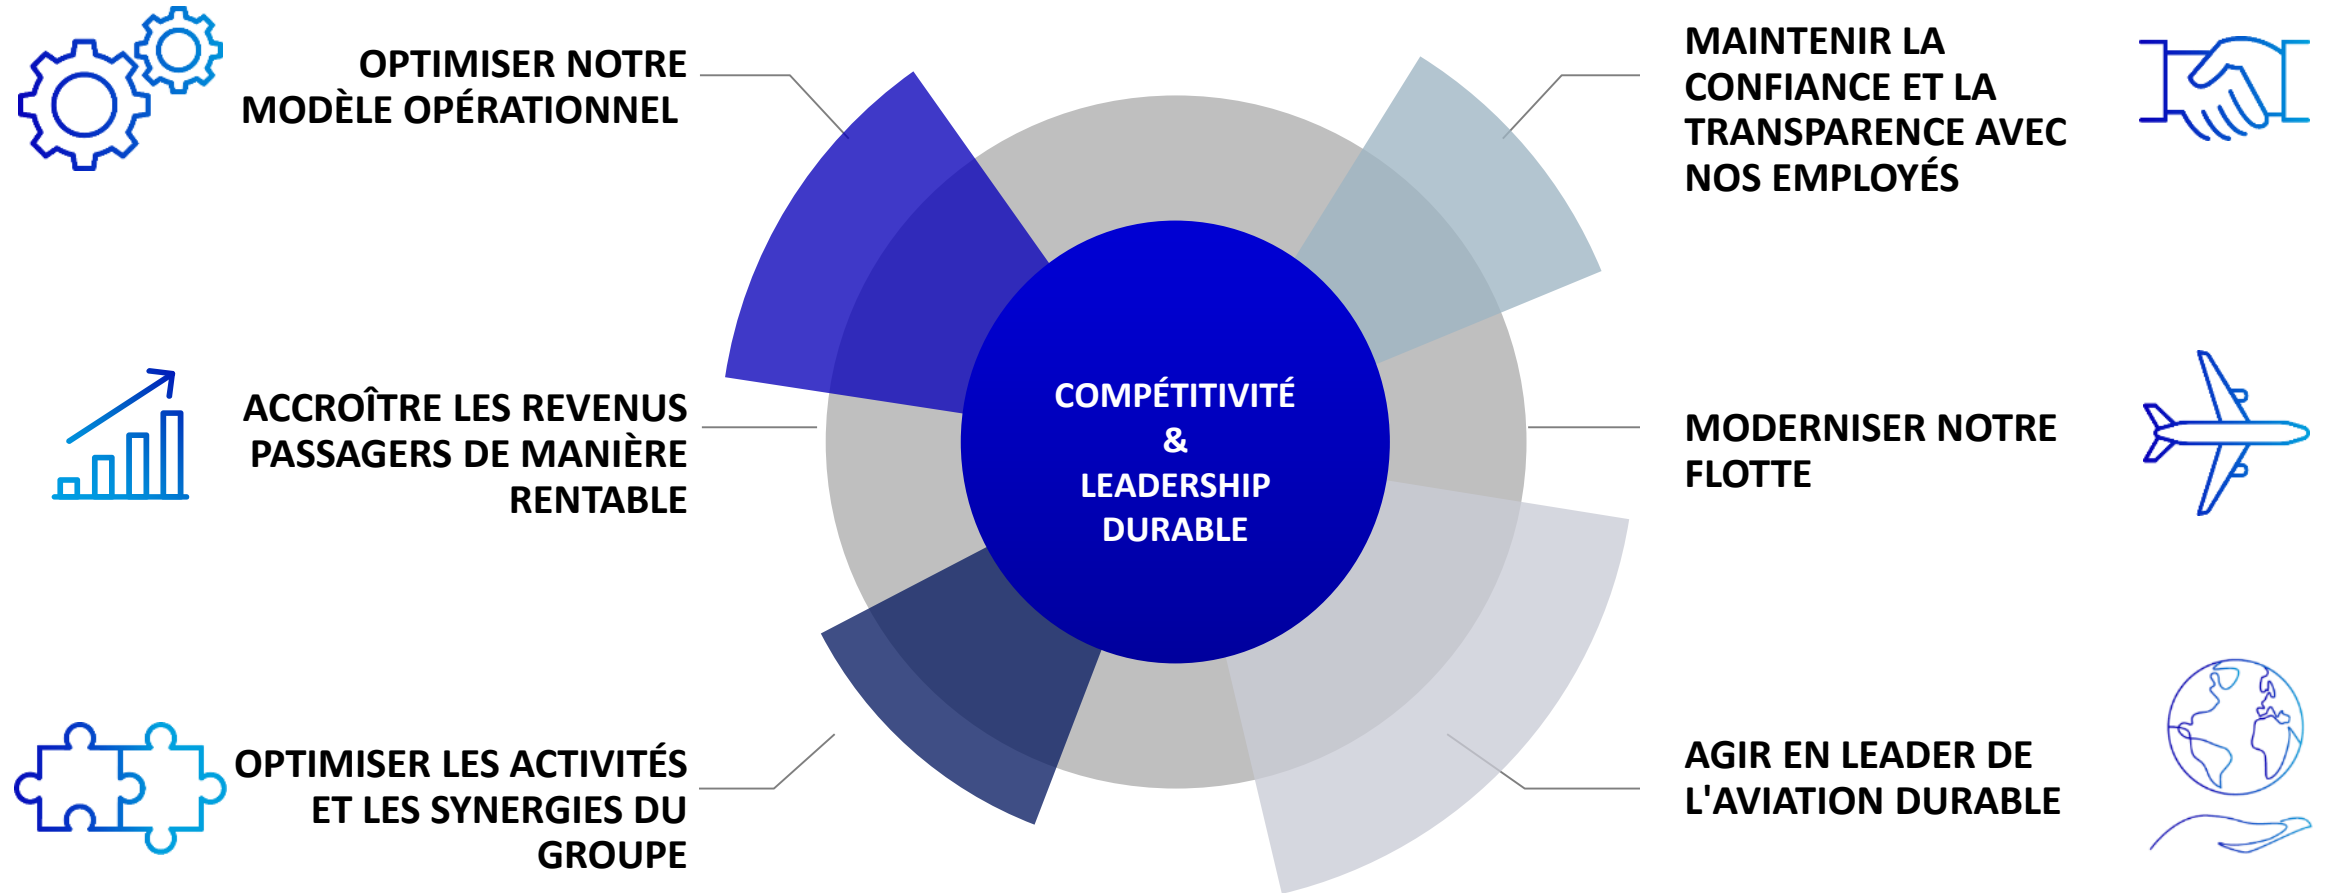 OPTIMISER NOTRE
MODÈLE OPÉRATIONNEL
ACCROÎTRE LES REVENUS
PASSAGERS DE MANIÈRE
RENTABLE
OPTIMISER LES ACTIVITÉS
ET LES SYNERGIES DU
GROUPE
COMPÉTITIVITÉ
&
LEADERSHIP
DURABLE
MAINTENIR LA
CONFIANCE ET LA
TRANSPARENCE AVEC
NOS EMPLOYÉS
MODERNISER NOTRE
FLOTTE
AGIR EN LEADER DE
L'AVIATION DURABLE